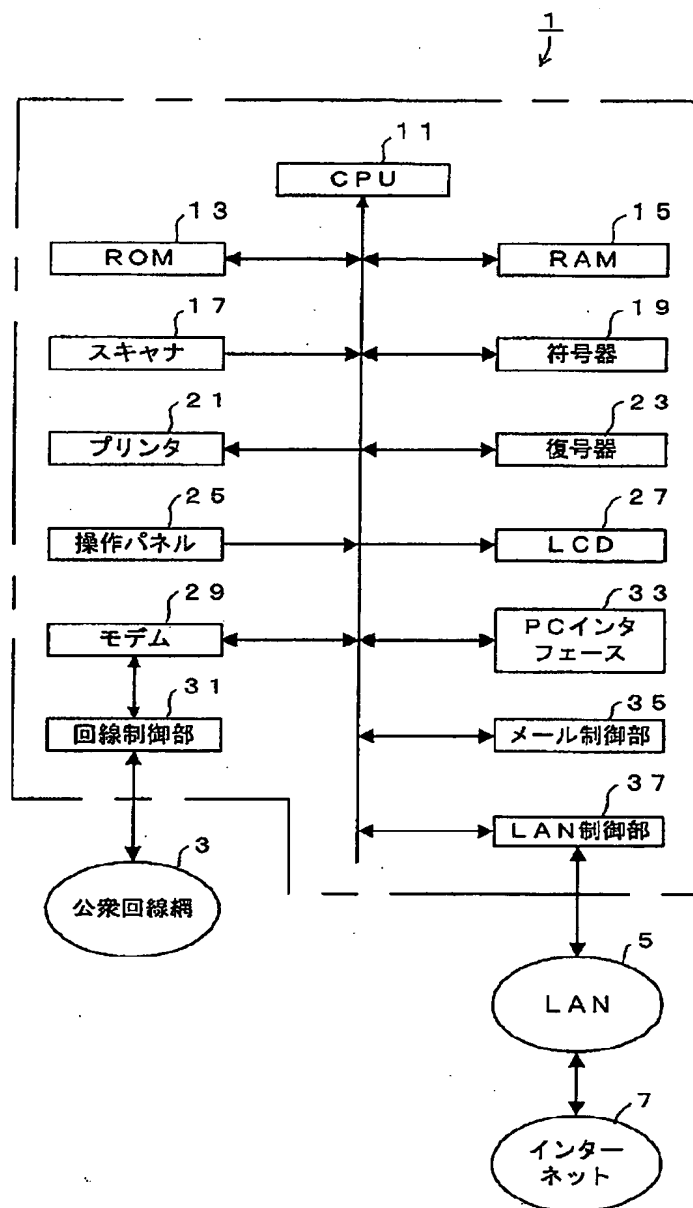 1
11
CPU
13
ROM
15
RAM
17
スキャナ
19
符号器
21
プリンタ
23
復号器
25
操作パネル
27
LCD
29
モデム
33
PCインタ
フェース
31
回線制御部
35
メール制御部
37
LAN制御部
3
公衆回線網
5
LAN
7
インター
ネット